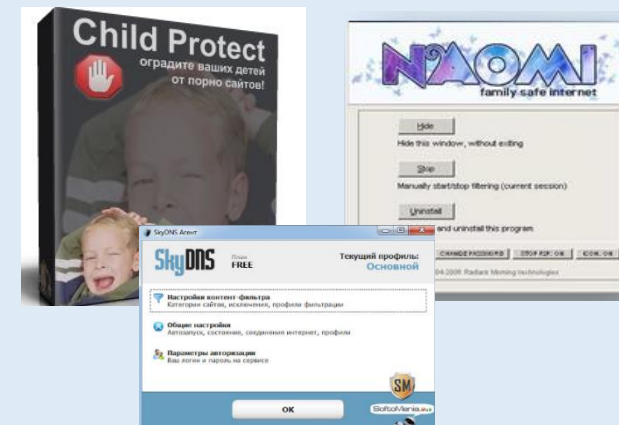 Child Protect
оградите ваших детей
от порно сайтов!
NAOMI
family safe internet
Hide
Hide this window, without exiting
Stop
Manually start/stop filtering (current session)
Uninstall
and uninstall this program
CHANGE PASSWORD
STOP P2P: ON
ICON: ON
Radiant Morning technologies
SkyDNS Агент
SkyDNS
FREE
Текущий профиль:
Основной
Настройки контент-фильтра
Категории сайтов, исключения, профили фильтрации
Общие настройки
Автозапуск, состояние, соединение интернет, профили
Параметры авторизации
Ваш логин и пароль на сервисе
SM
OK